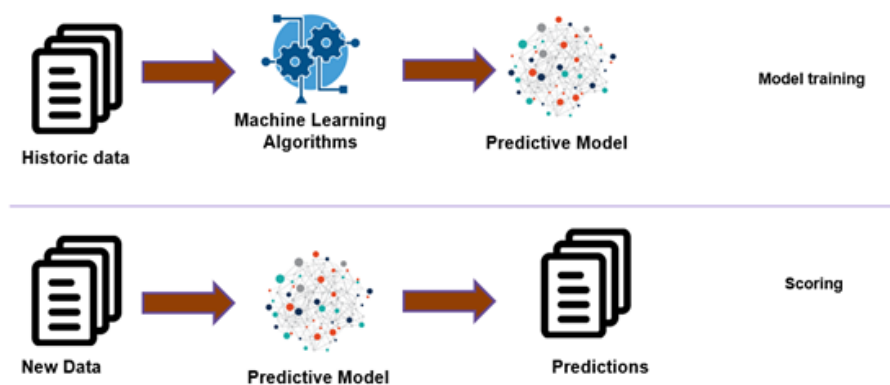 Historic data
Machine Learning
Algorithms
Predictive Model
Model training
New Data
Predictive Model
Predictions
Scoring